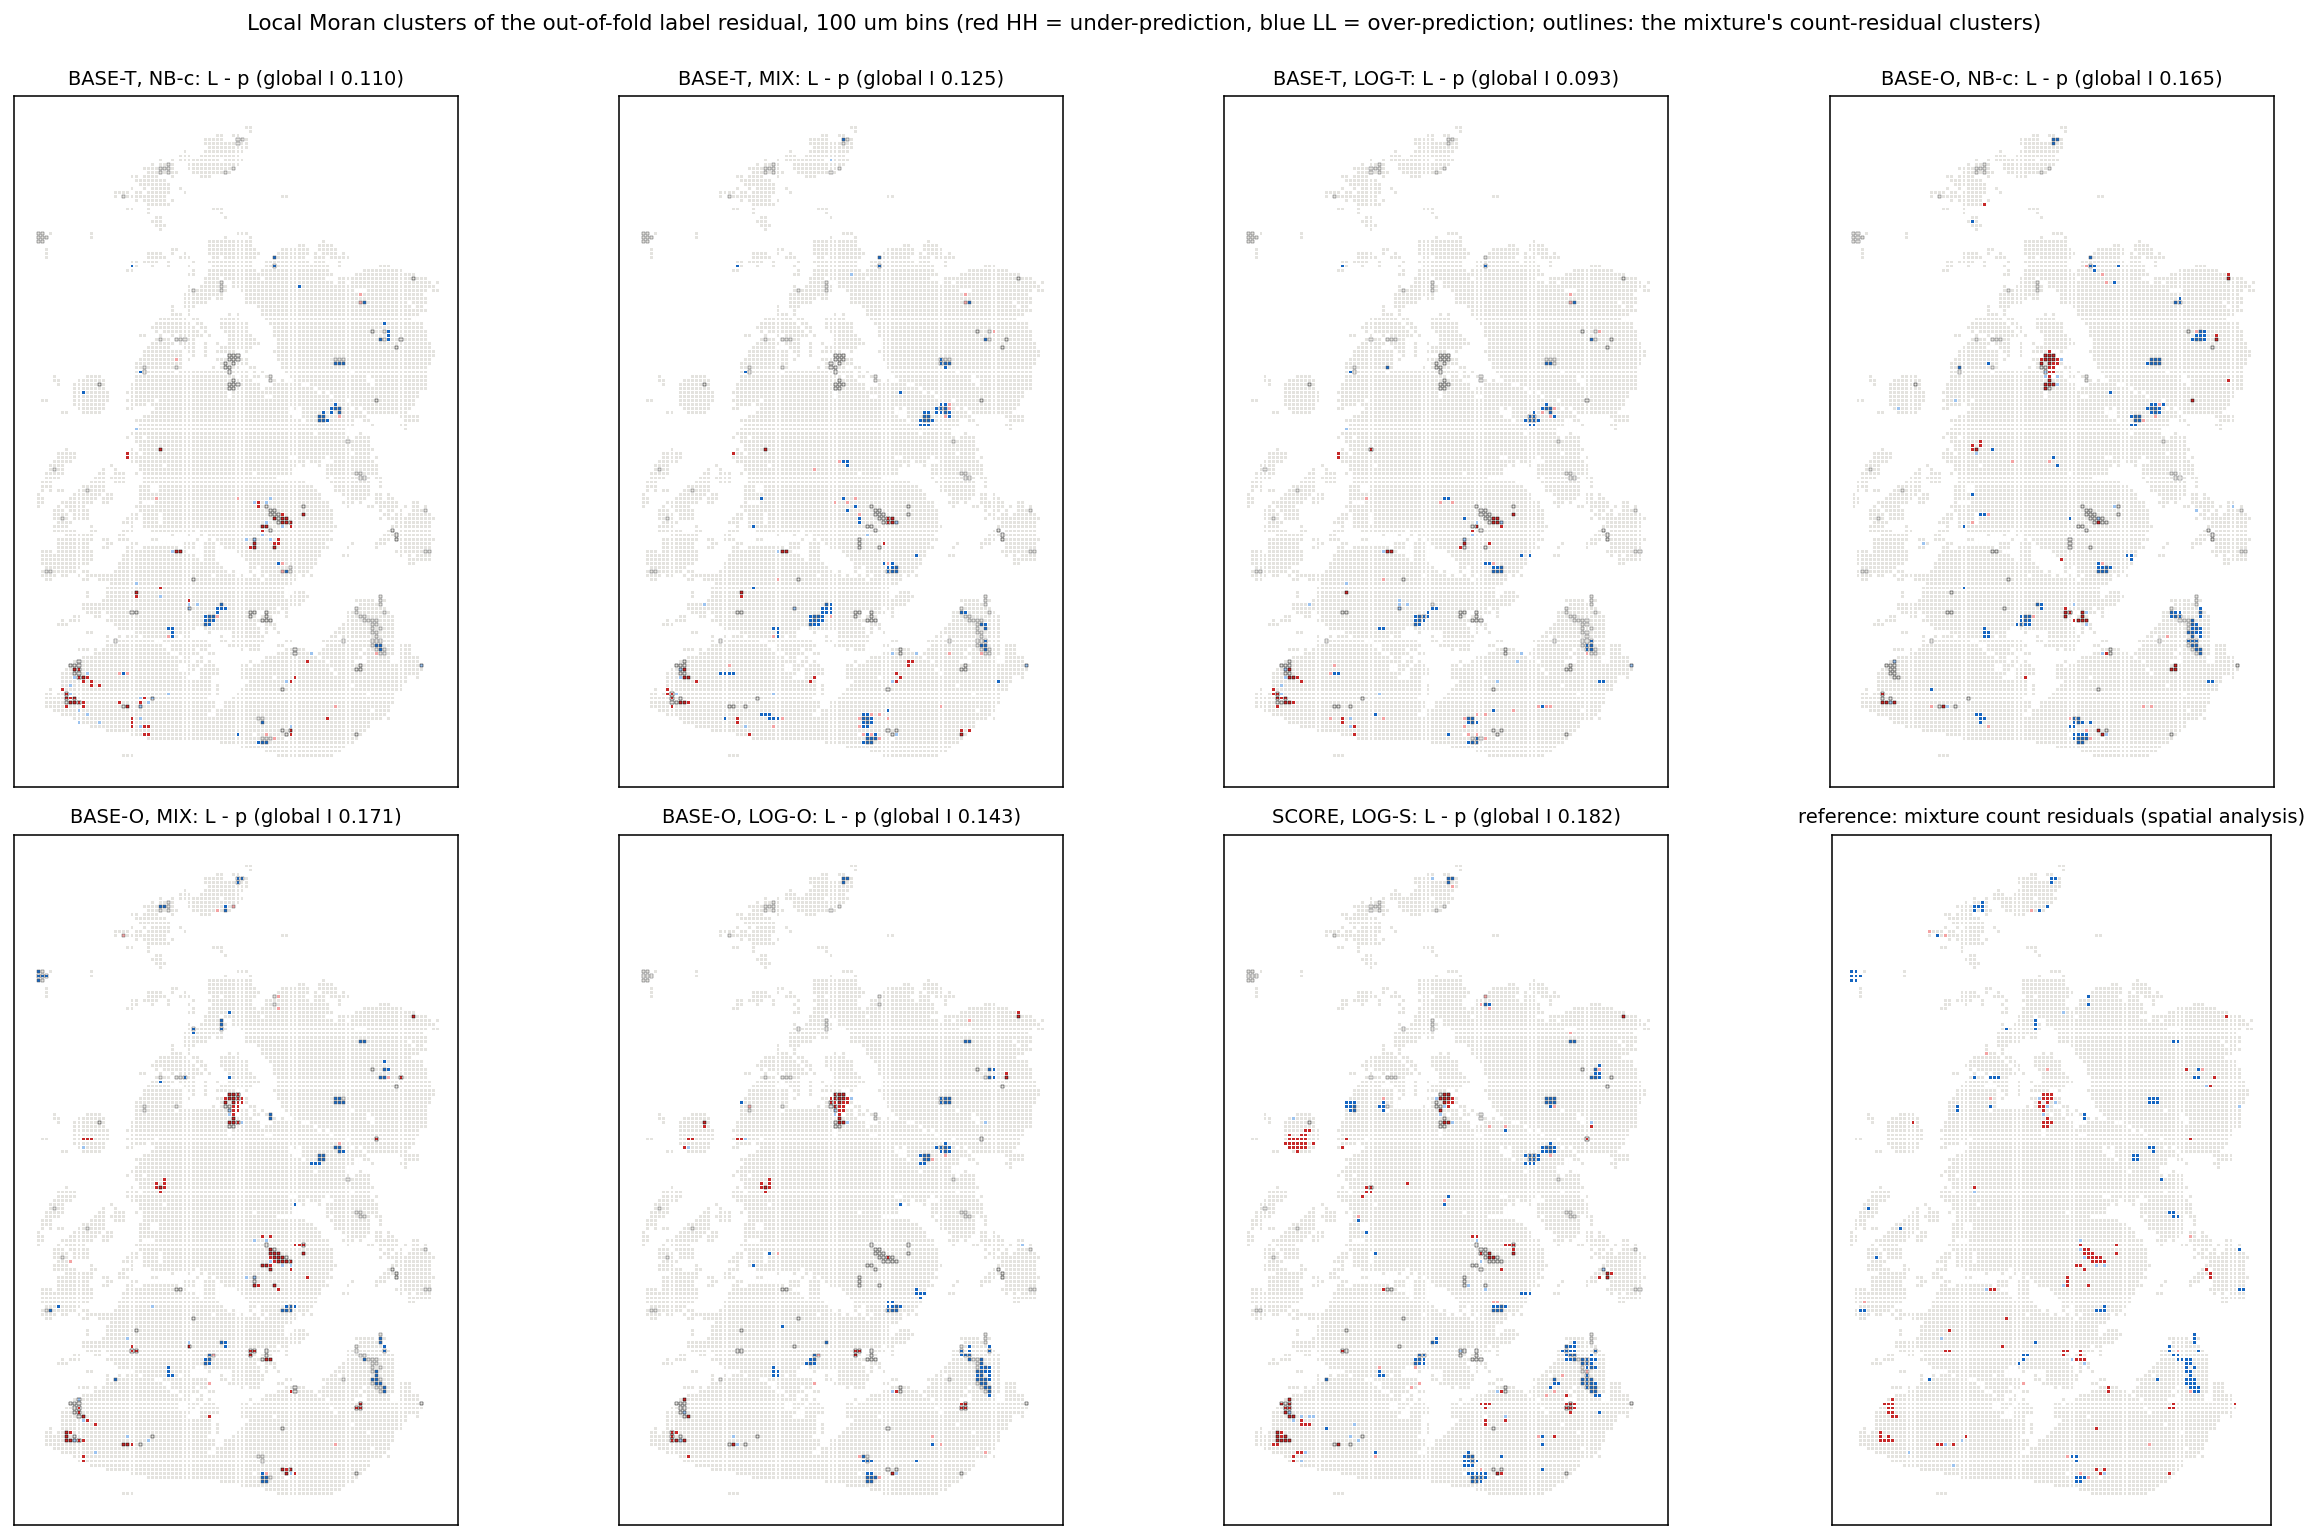 Local Moran clusters of the out-of-fold label residual, 100 um bins (red HH = under-prediction, blue LL = over-prediction; outlines: the mixture's count-residual clusters)
BASE-T, NB-c: L - p (global I 0.110)
BASE-T, MIX: L - p (global I 0.125)
BASE-T, LOG-T: L - p (global I 0.093)
BASE-O, NB-c: L - p (global I 0.165)
BASE-O, MIX: L - p (global I 0.171)
BASE-O, LOG-O: L - p (global I 0.143)
SCORE, LOG-S: L - p (global I 0.182)
reference: mixture count residuals (spatial analysis)